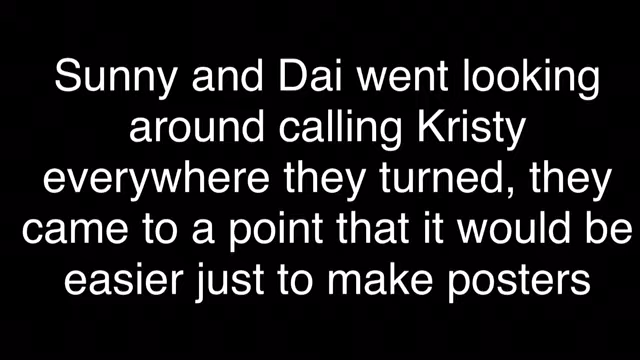 Sunny and Dai went looking
around calling Kristy
everywhere they turned, they
came to a point that it would be
easier just to make posters